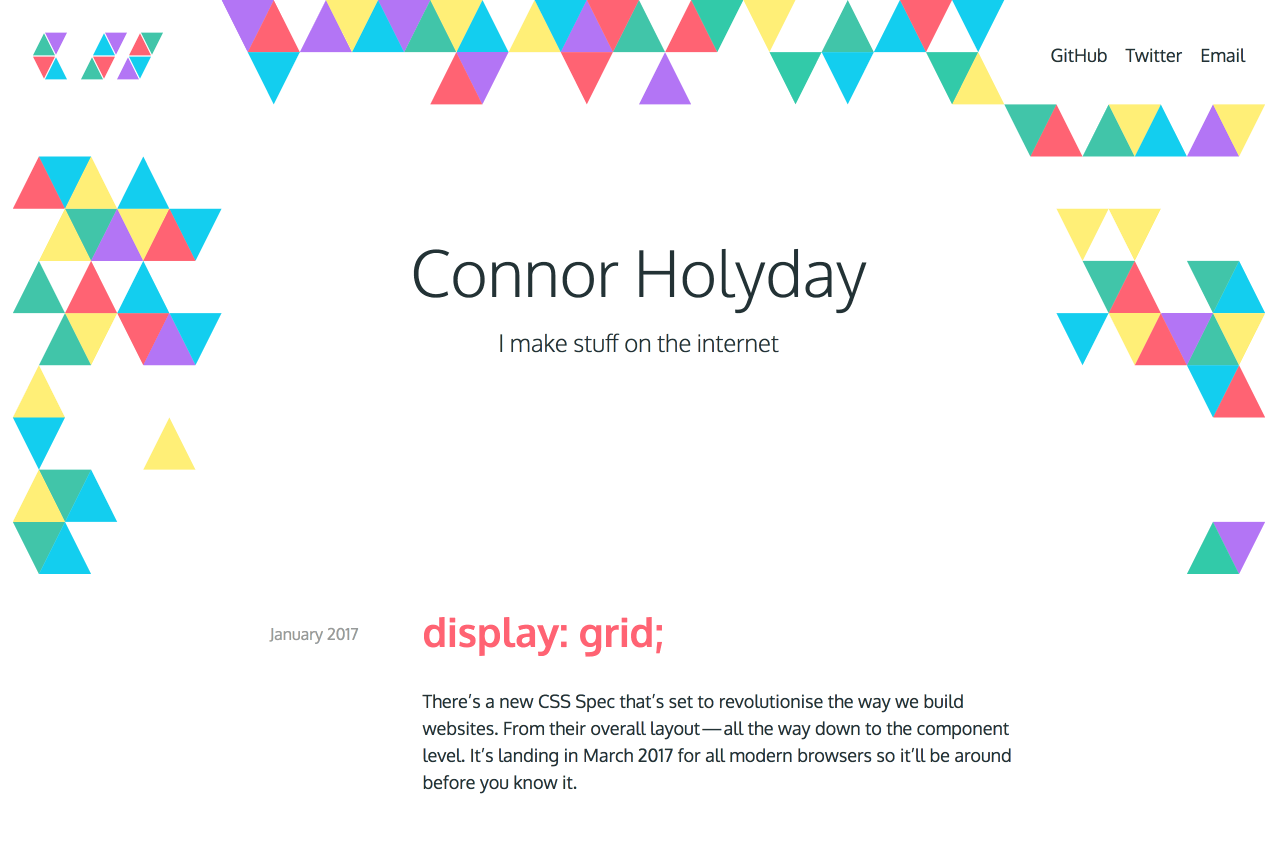 GitHub Twitter Email
Connor Holyday
I make stuff on the internet
January 2017
display: grid;
There’s a new CSS Spec that’s set to revolutionise the way we build
websites. From their overall layout—all the way down to the component
level. It’s landing in March 2017 for all modern browsers so it’ll be around
before you know it.